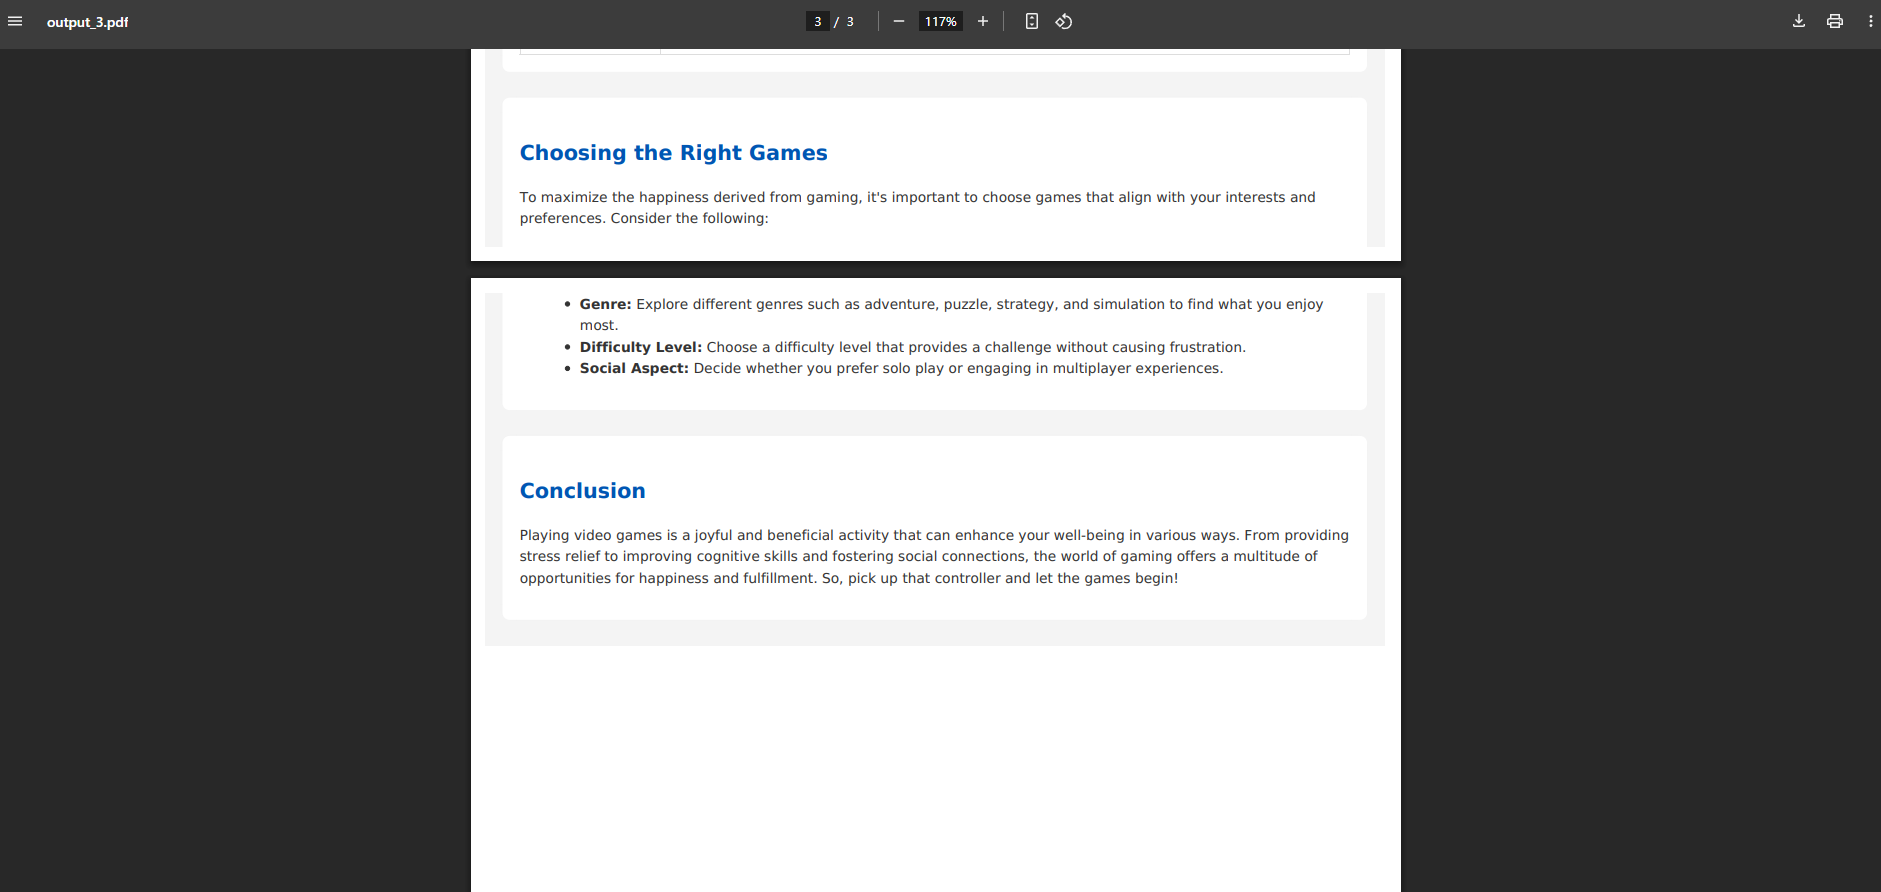 output_3.pdf
3 / 3
117%
Choosing the Right Games
To maximize the happiness derived from gaming, it's important to choose games that align with your interests and
preferences. Consider the following:
• Genre: Explore different genres such as adventure, puzzle, strategy, and simulation to find what you enjoy
most.
• Difficulty Level: Choose a difficulty level that provides a challenge without causing frustration.
• Social Aspect: Decide whether you prefer solo play or engaging in multiplayer experiences.
Conclusion
Playing video games is a joyful and beneficial activity that can enhance your well-being in various ways. From providing
stress relief to improving cognitive skills and fostering social connections, the world of gaming offers a multitude of
opportunities for happiness and fulfillment. So, pick up that controller and let the games begin!